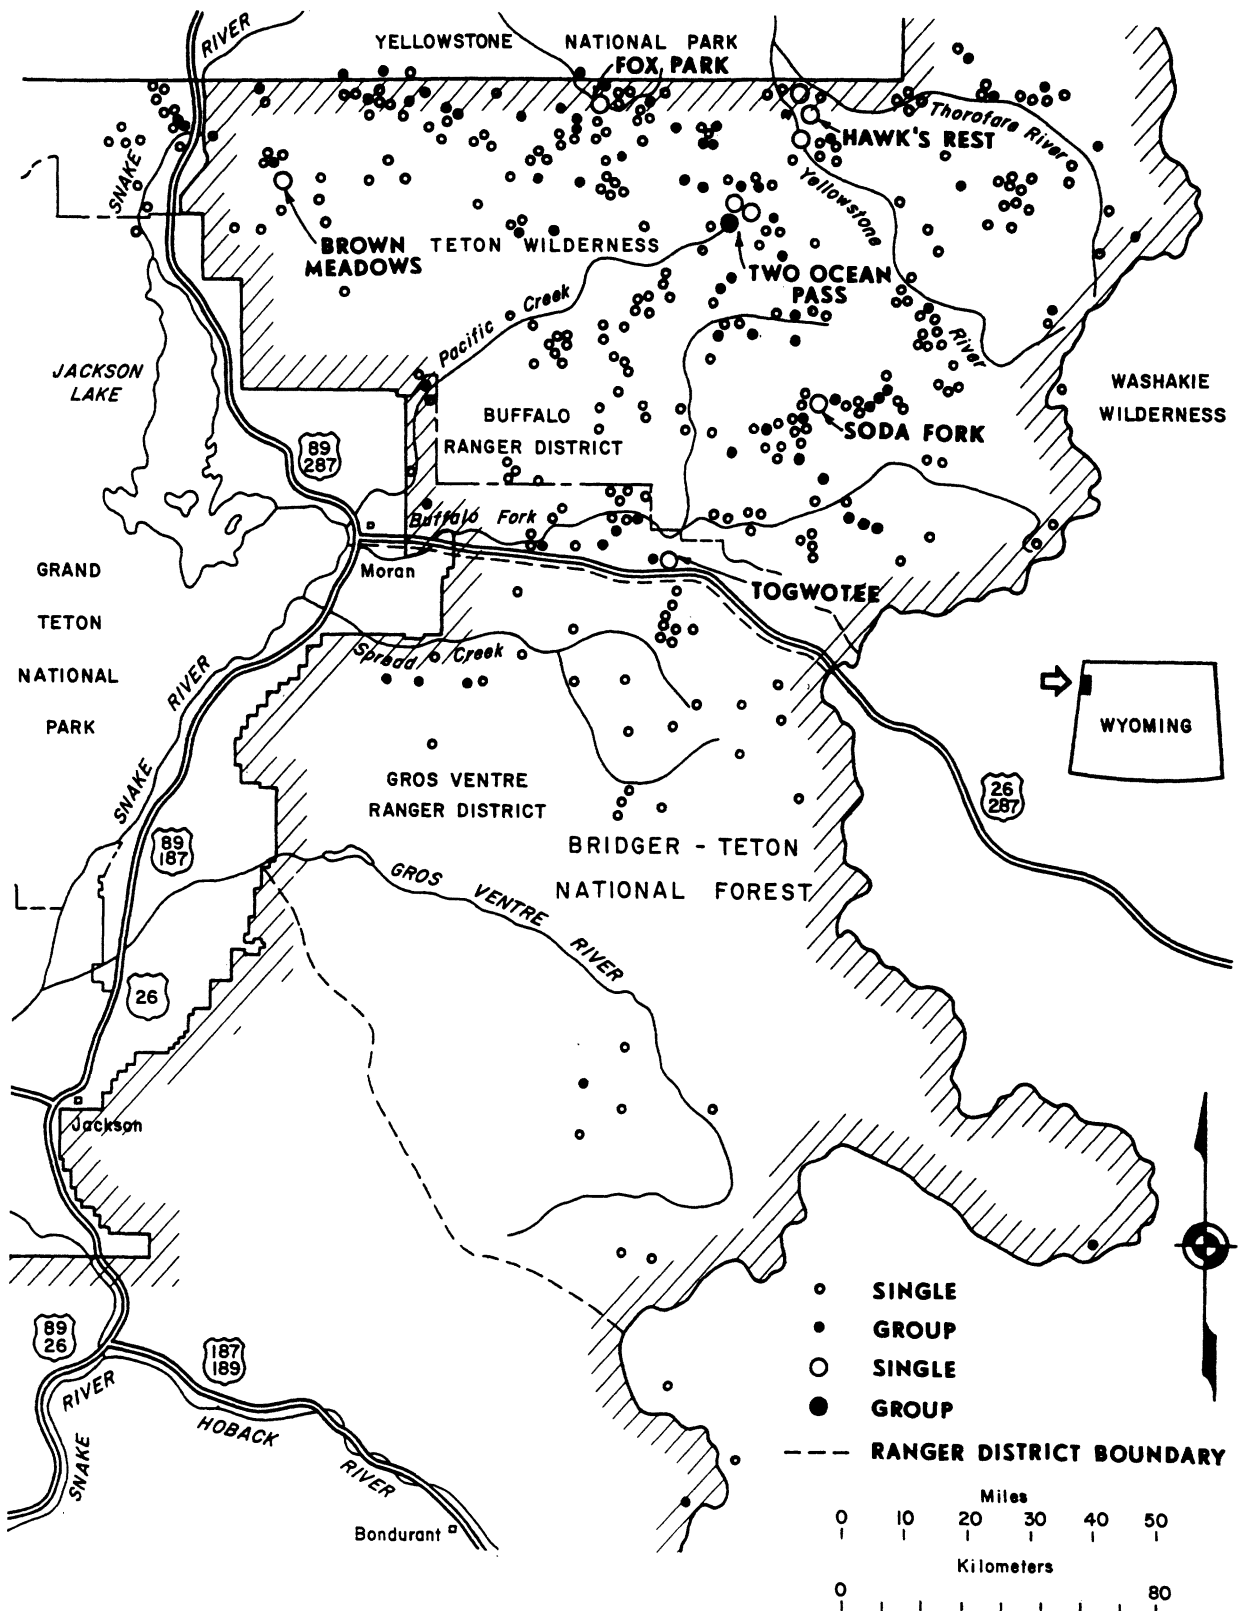 RIVER
YELLOWSTONE NATIONAL PARK
FOX PARK
Thorofare River
HAWK'S REST
SNAKE
Yellowstone
BROWN
MEADOWS
TETON WILDERNESS
TWO OCEAN
PASS
Pacific Creek
River
JACKSON
LAKE
WASHAKIE
WILDERNESS
BUFFALO
RANGER DISTRICT
SODA FORK
89
287
Buffalo Fork
Moran
GRAND
TETON
NATIONAL
PARK
TOGWOTEE
Spread Creek
RIVER
SNAKE
WYOMING
GROS VENTRE
RANGER DISTRICT
26
287
89
187
BRIDGER - TETON
NATIONAL FOREST
GROS VENTRE RIVER
26
Jackson
SINGLE
GROUP
SINGLE
GROUP
RANGER DISTRICT BOUNDARY
89
26
187
189
RIVER
SNAKE
HOBACK
RIVER
Bondurant
Miles
0 10 20 30 40 50
Kilometers
0 80